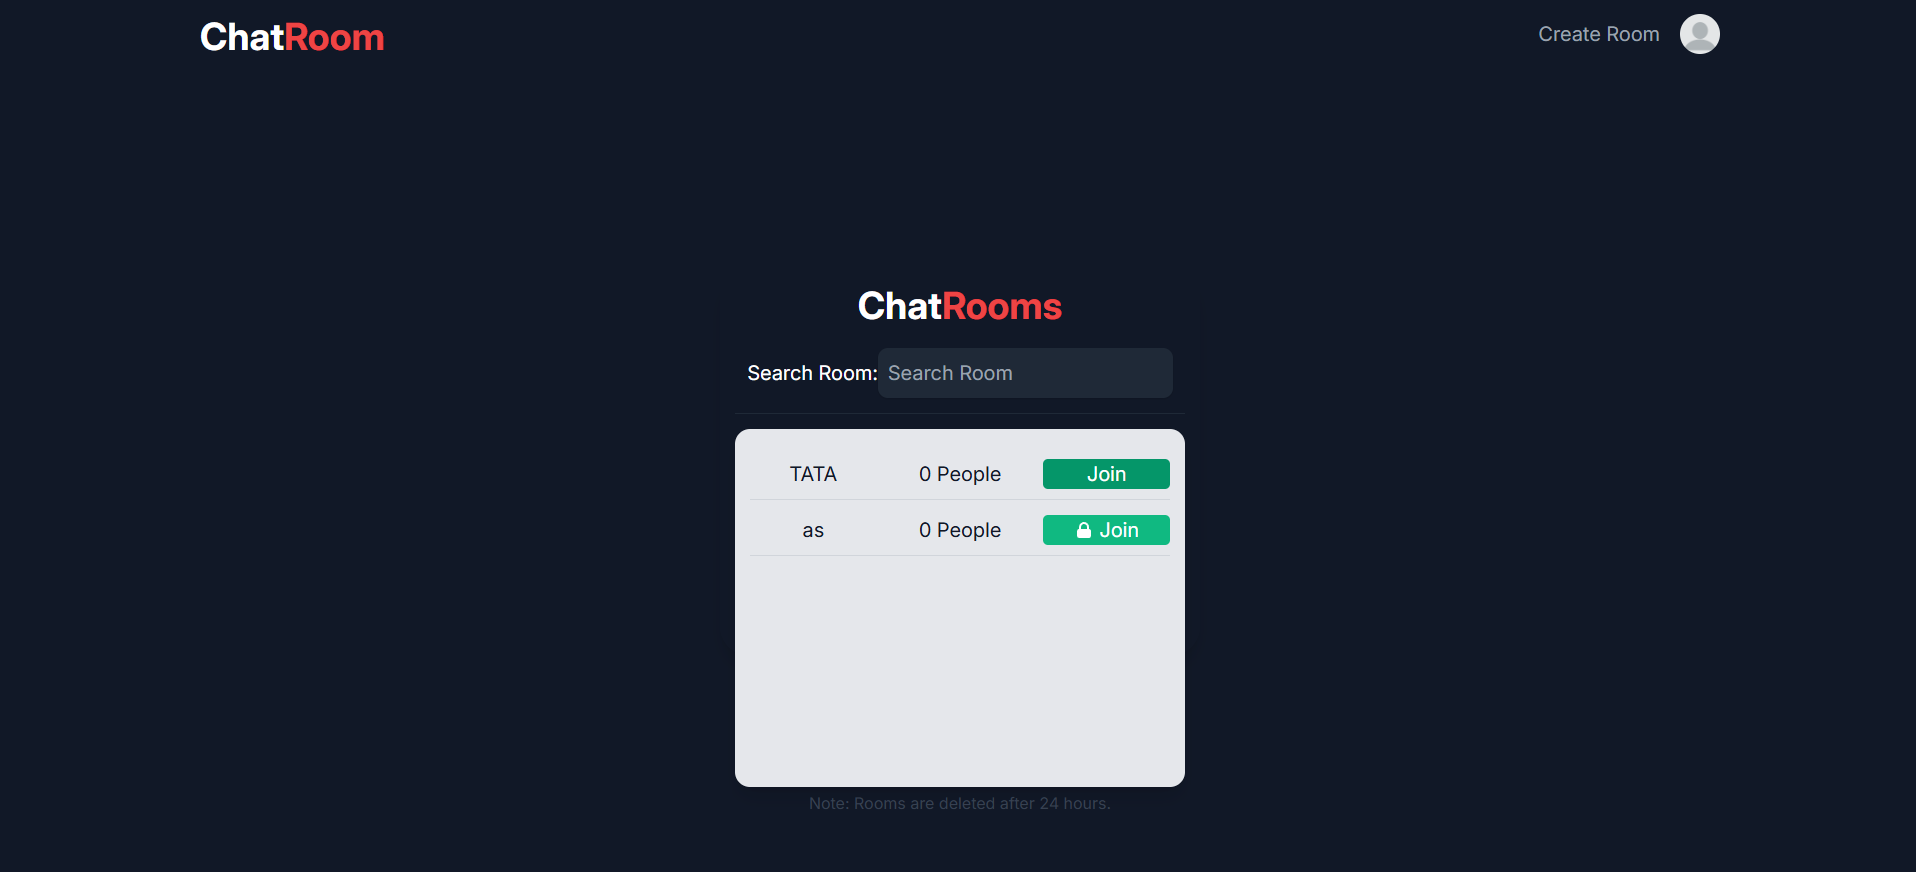 ChatRoom
Create Room
ChatRooms
Search Room: Search Room
TATA 0 People Join
as 0 People Join
Note: Rooms are deleted after 24 hours.